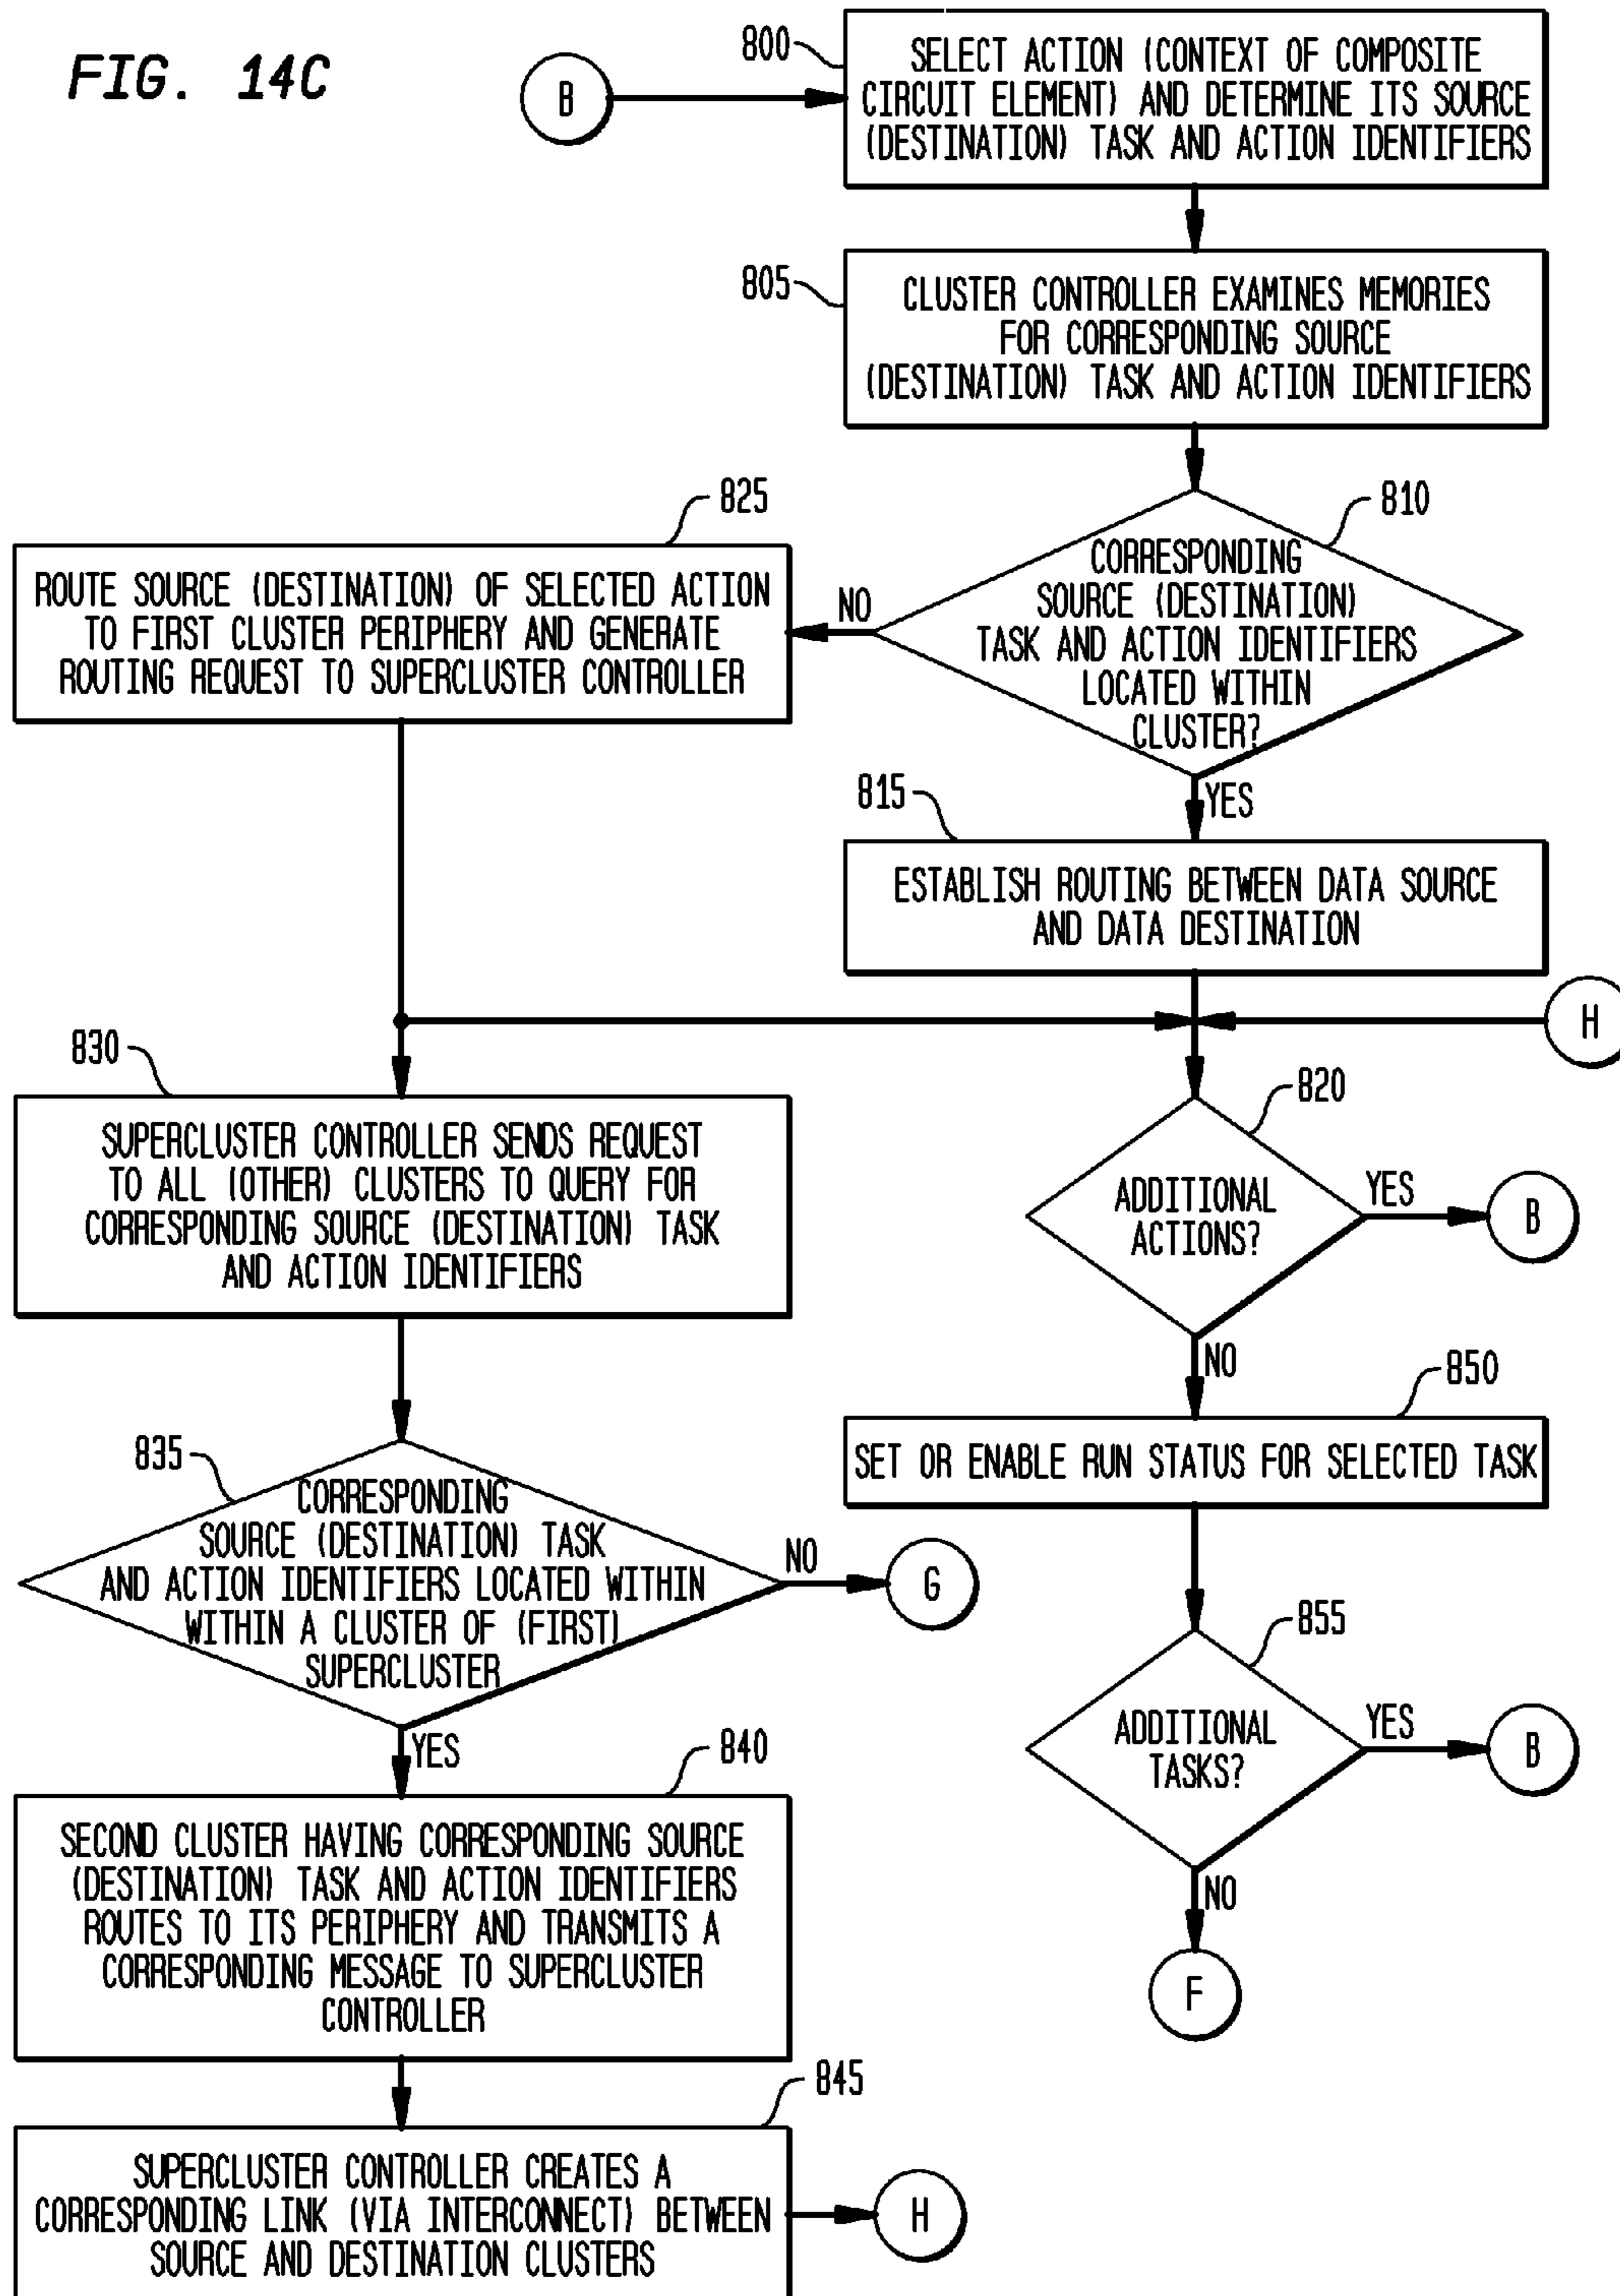 FIG. 14C
B
800
SELECT ACTION (CONTEXT OF COMPOSITE
CIRCUIT ELEMENT) AND DETERMINE ITS SOURCE
(DESTINATION) TASK AND ACTION IDENTIFIERS
805
CLUSTER CONTROLLER EXAMINES MEMORIES
FOR CORRESPONDING SOURCE
(DESTINATION) TASK AND ACTION IDENTIFIERS
810
CORRESPONDING
SOURCE (DESTINATION)
TASK AND ACTION IDENTIFIERS
LOCATED WITHIN
CLUSTER?
NO
YES
825
ROUTE SOURCE (DESTINATION) OF SELECTED ACTION
TO FIRST CLUSTER PERIPHERY AND GENERATE
ROUTING REQUEST TO SUPERCLUSTER CONTROLLER
815
ESTABLISH ROUTING BETWEEN DATA SOURCE
AND DATA DESTINATION
H
830
SUPERCLUSTER CONTROLLER SENDS REQUEST
TO ALL (OTHER) CLUSTERS TO QUERY FOR
CORRESPONDING SOURCE (DESTINATION) TASK
AND ACTION IDENTIFIERS
820
ADDITIONAL
ACTIONS?
YES
B
NO
850
SET OR ENABLE RUN STATUS FOR SELECTED TASK
835
CORRESPONDING
SOURCE (DESTINATION) TASK
AND ACTION IDENTIFIERS LOCATED WITHIN
WITHIN A CLUSTER OF (FIRST)
SUPERCLUSTER
NO
G
YES
855
ADDITIONAL
TASKS?
YES
B
NO
F
840
SECOND CLUSTER HAVING CORRESPONDING SOURCE
(DESTINATION) TASK AND ACTION IDENTIFIERS
ROUTES TO ITS PERIPHERY AND TRANSMITS A
CORRESPONDING MESSAGE TO SUPERCLUSTER
CONTROLLER
845
SUPERCLUSTER CONTROLLER CREATES A
CORRESPONDING LINK (VIA INTERCONNECT) BETWEEN
SOURCE AND DESTINATION CLUSTERS
H